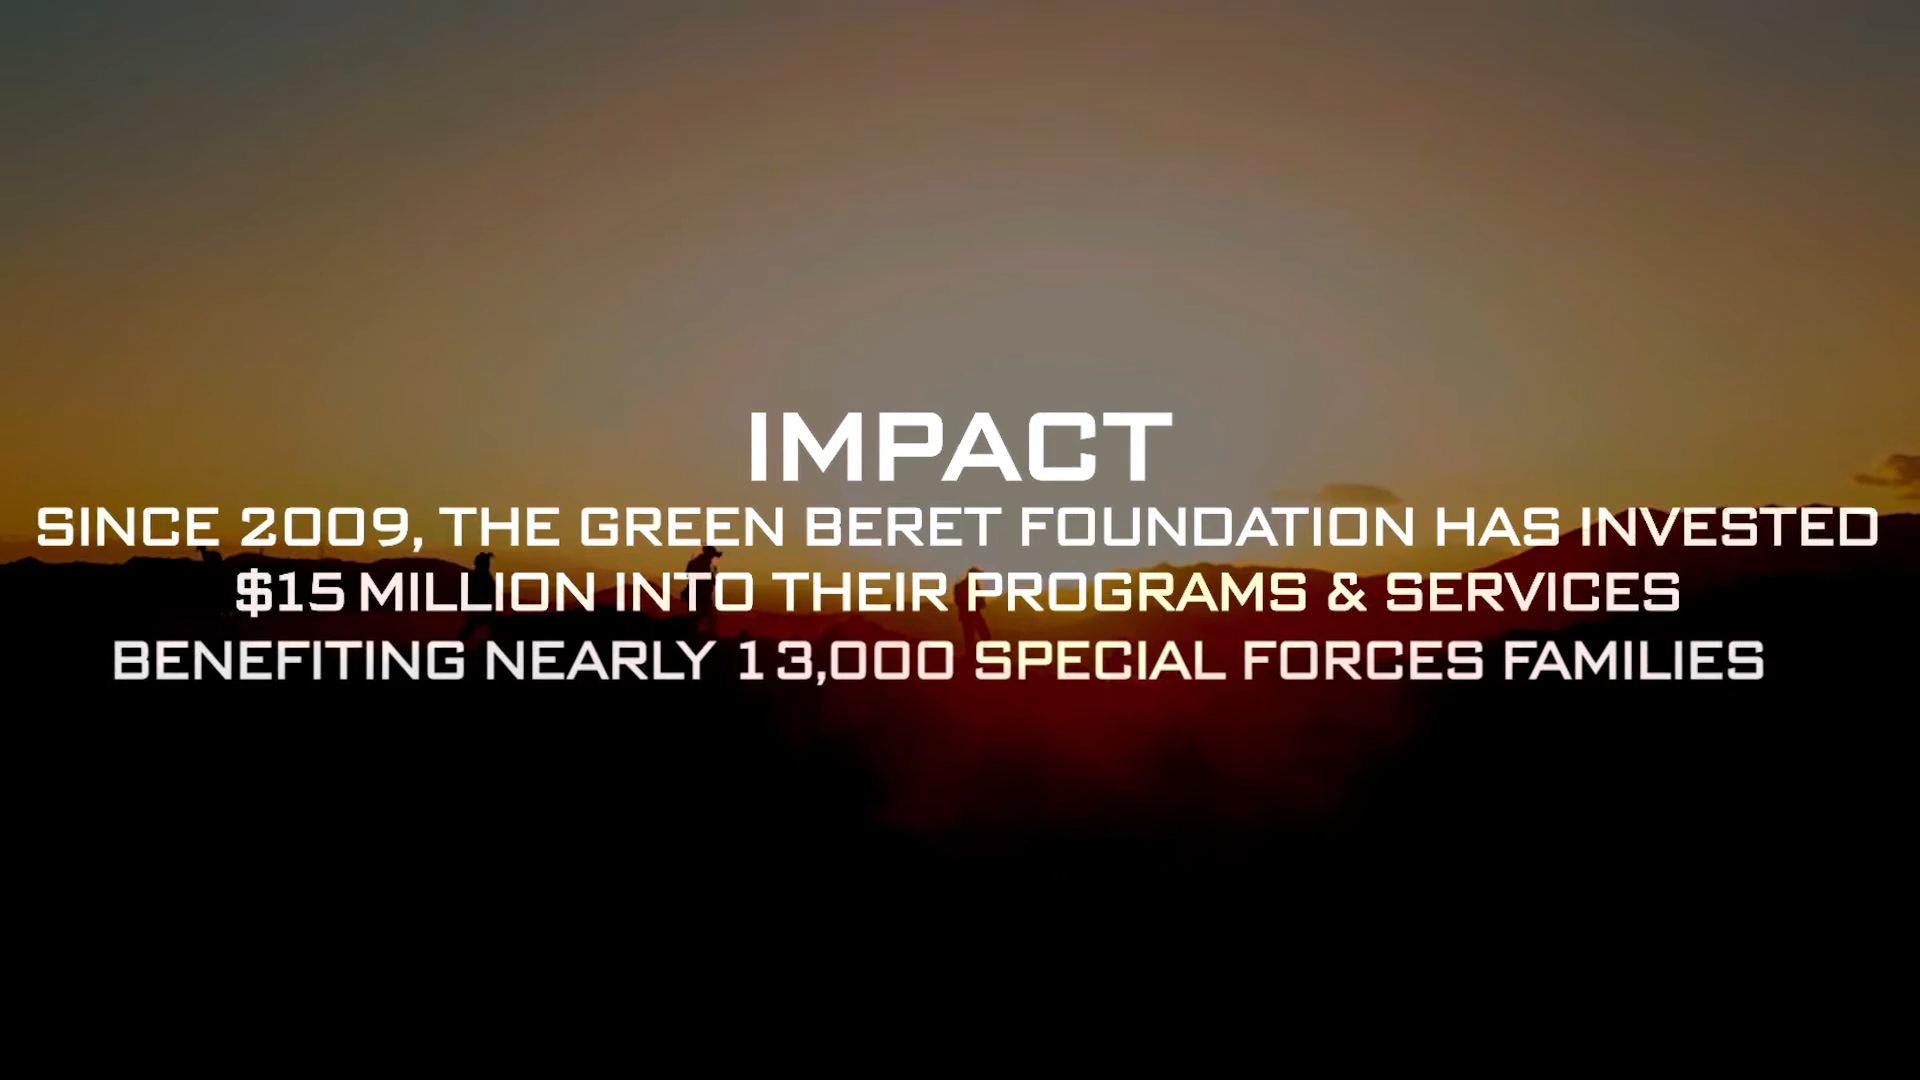 IMPACT
SINCE 2009, THE GREEN BERET FOUNDATION HAS INVESTED
$15 MILLION INTO THEIR PROGRAMS & SERVICES
BENEFITING NEARLY 13,000 SPECIAL FORCES FAMILIES